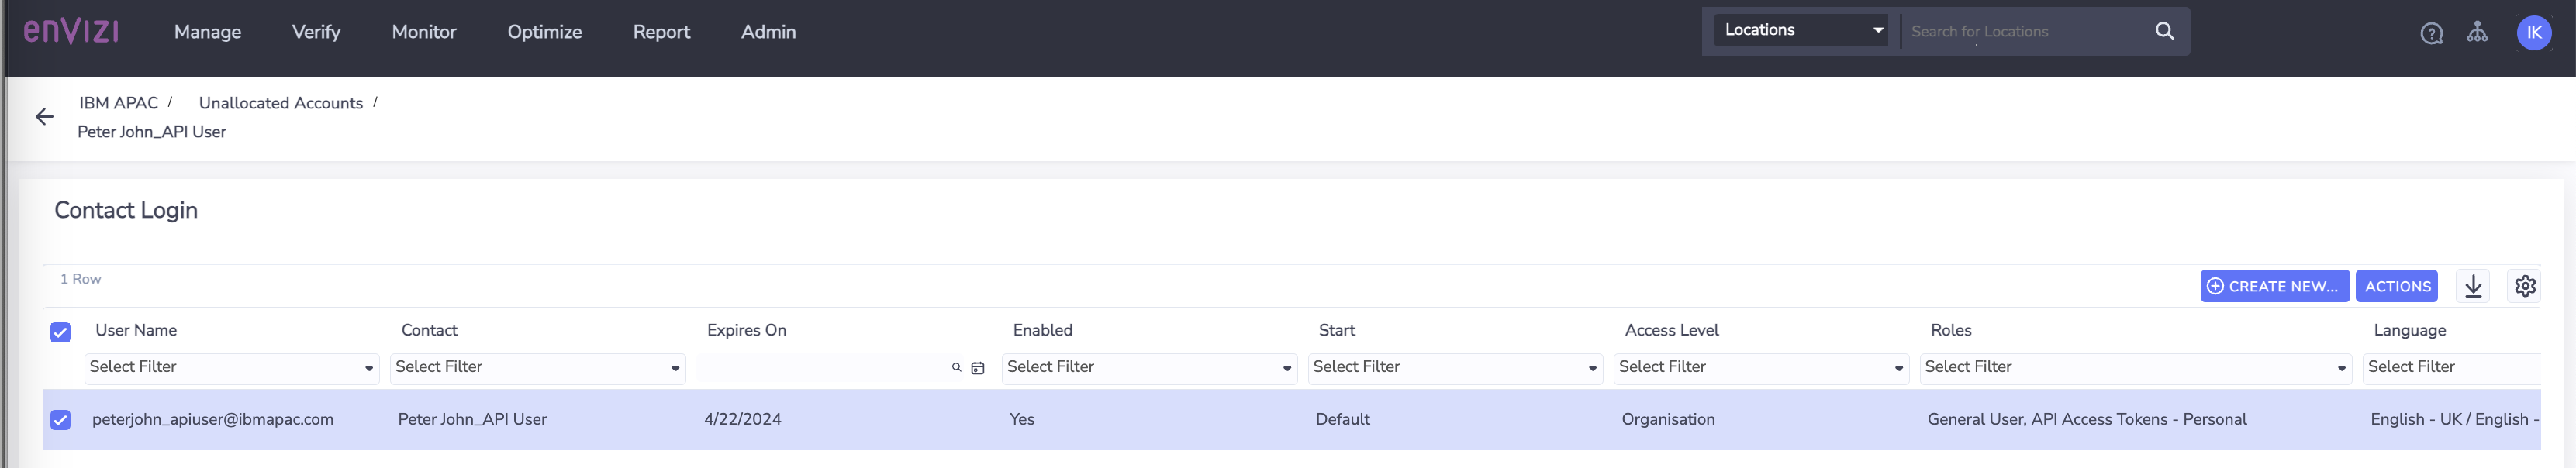 enVIZI
Manage Verify Monitor Optimize Report Admin Locations Search for Locations IK
IBM APAC / Unallocated Accounts /
Peter John_API User
Contact Login
1 Row
CREATE NEW... ACTIONS
User Name Contact Expires On Enabled Start Access Level Roles Language
Select Filter Select Filter Select Filter Select Filter Select Filter Select Filter Select Filter
peterjohn_apiuser@ibmapac.com Peter John_API User 4/22/2024 Yes Default Organisation General User, API Access Tokens - Personal English - UK / English -